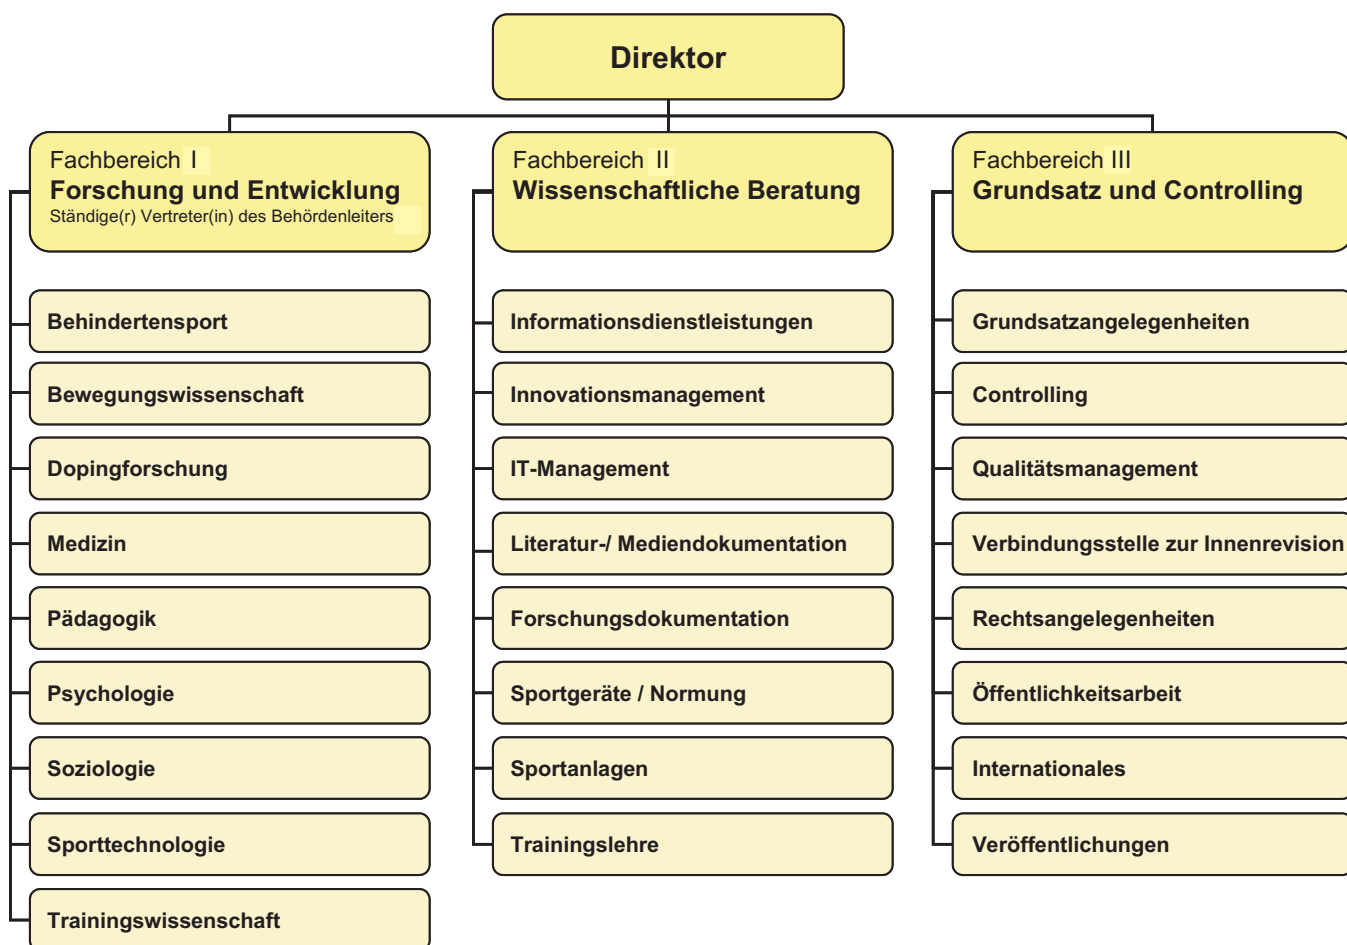 Direktor
Fachbereich I
Forschung und Entwicklung
Ständige(r) Vertreter(in) des Behördenleiters
Behindertensport
Bewegungswissenschaft
Dopingforschung
Medizin
Pädagogik
Psychologie
Soziologie
Sporttechnologie
Trainingswissenschaft
Fachbereich II
Wissenschaftliche Beratung
Informationsdienstleistungen
Innovationsmanagement
IT-Management
Literatur-/ Mediendokumentation
Forschungsdokumentation
Sportgeräte / Normung
Sportanlagen
Trainingslehre
Fachbereich III
Grundsatz und Controlling
Grundsatzangelegenheiten
Controlling
Qualitätsmanagement
Verbindungsstelle zur Innenrevision
Rechtsangelegenheiten
Öffentlichkeitsarbeit
Internationales
Veröffentlichungen